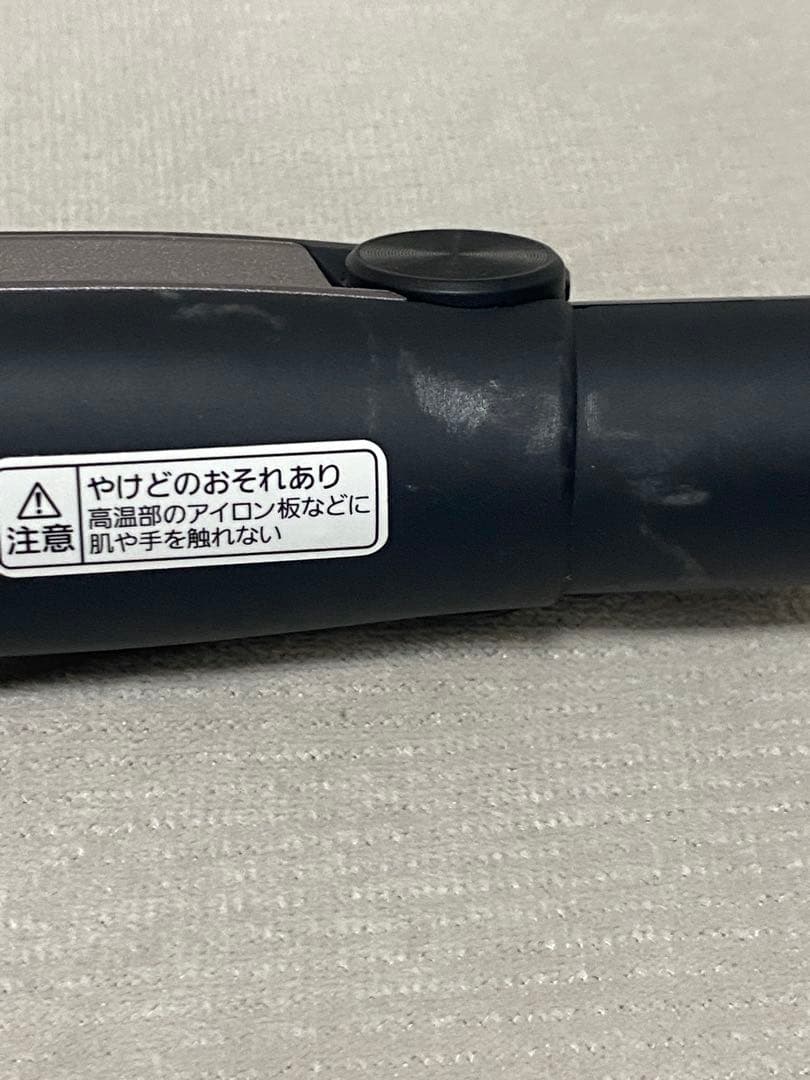 注意
やけどのおそれあり
高温部のアイロン板などに
肌や手を触れない